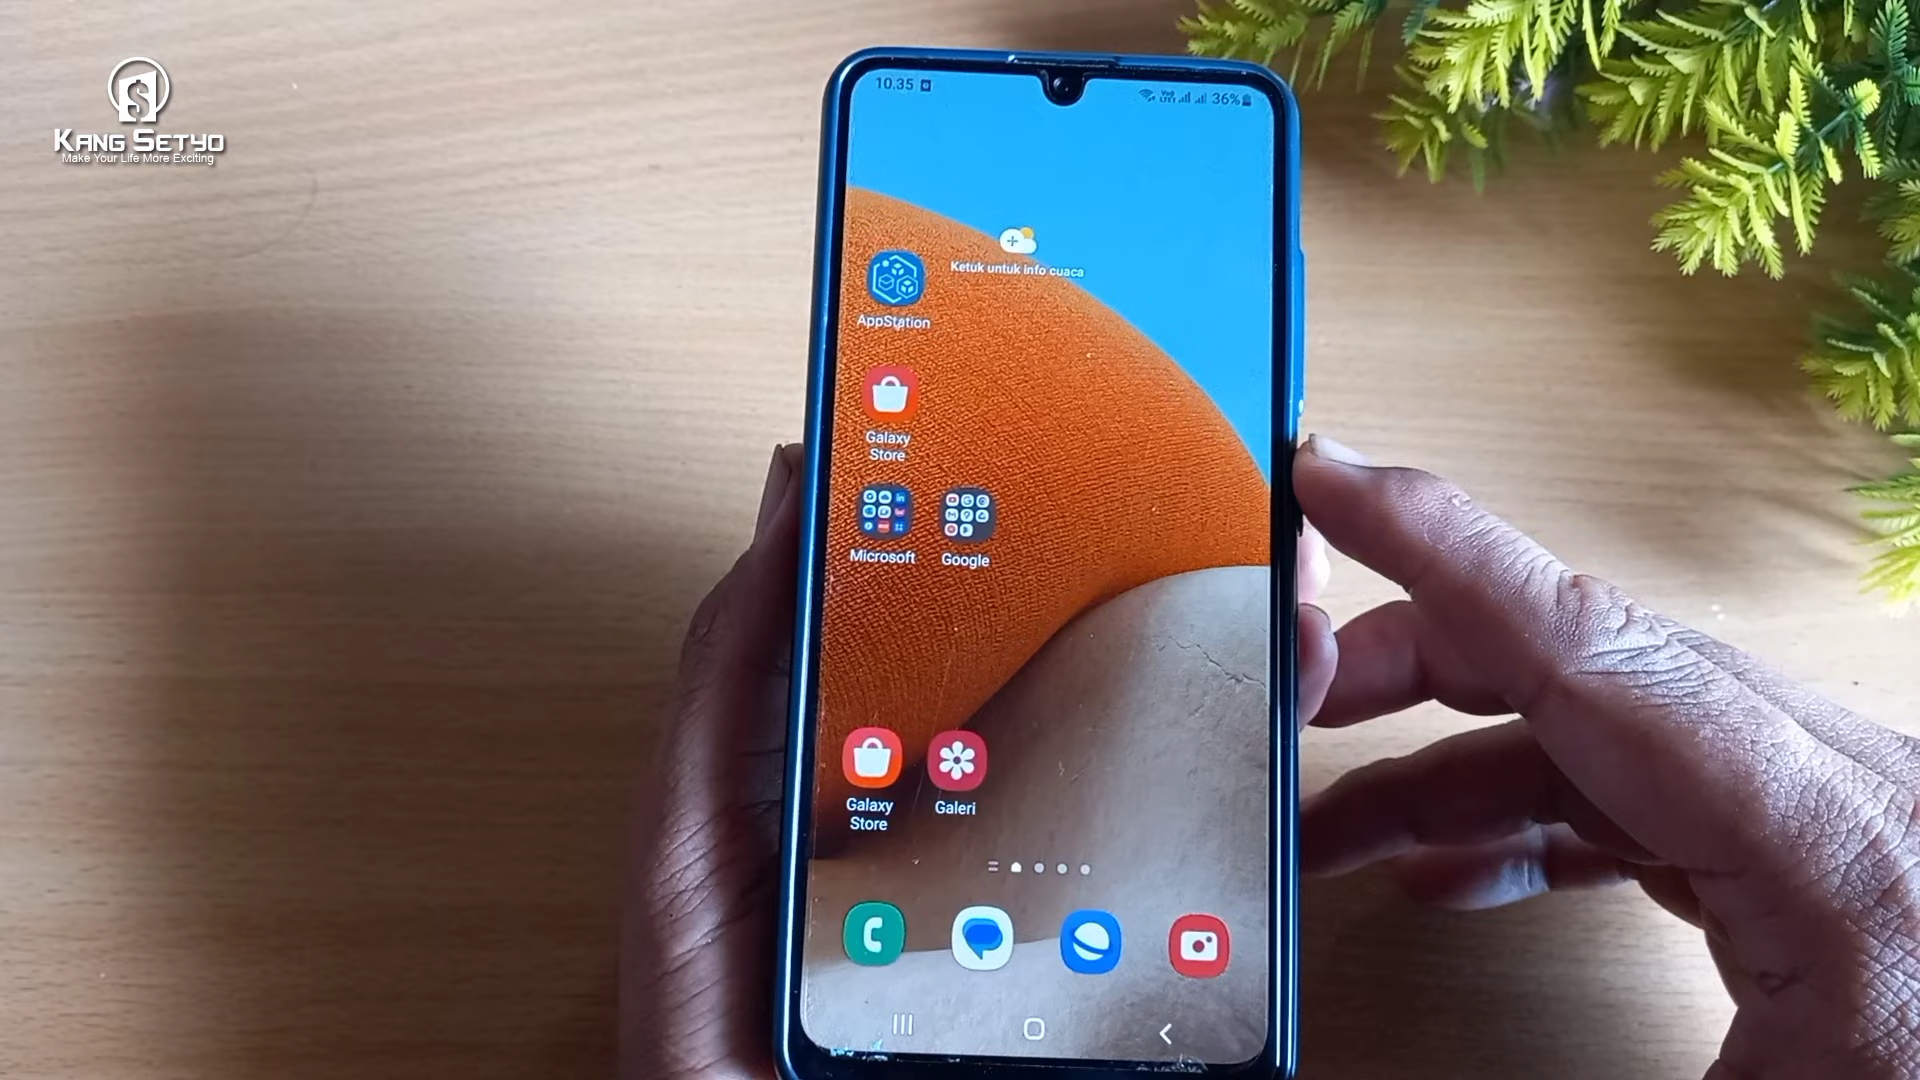 KANG SETYO
Make Your Life More Exciting
10.35
36%
Ketuk untuk info cuaca
AppStation
Galaxy
Store
Microsoft
Google
Galaxy
Store
Galeri